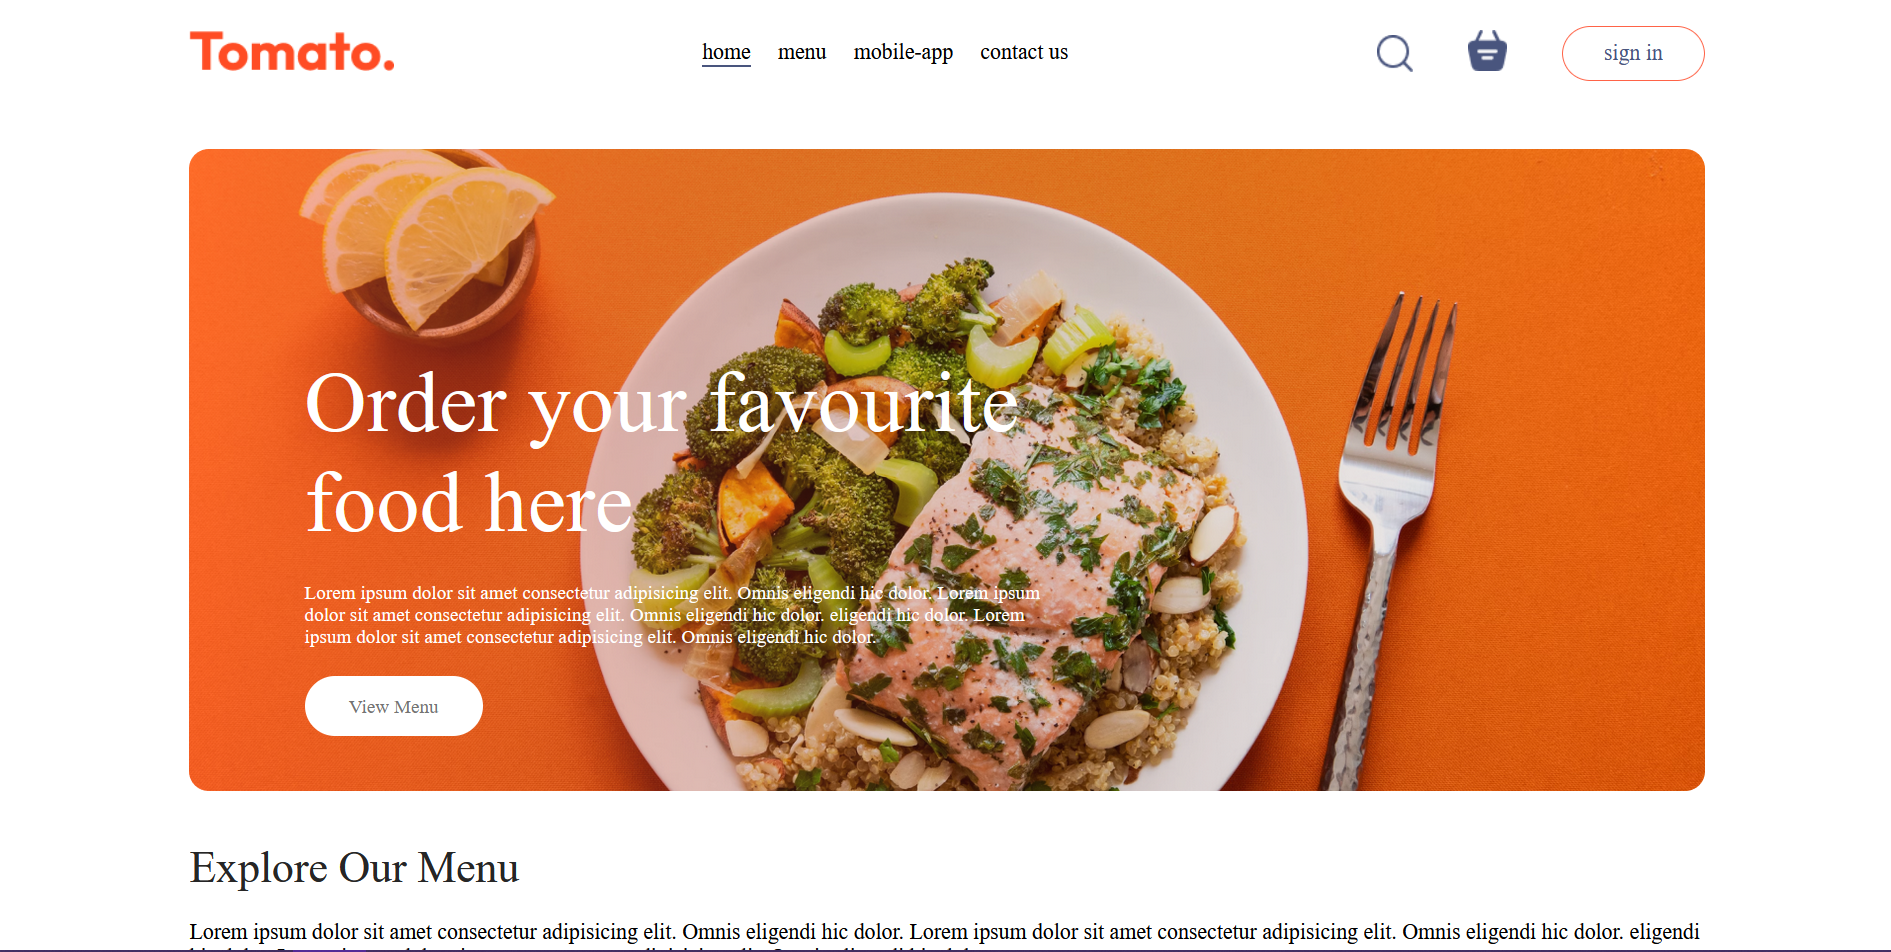 Tomato.
home menu mobile-app contact us
sign in
Order your favourite
food here
Lorem ipsum dolor sit amet consectetur adipisicing elit. Omnis eligendi hic dolor. Lorem ipsum
dolor sit amet consectetur adipisicing elit. Omnis eligendi hic dolor. eligendi hic dolor. Lorem
ipsum dolor sit amet consectetur adipisicing elit. Omnis eligendi hic dolor.
View Menu
Explore Our Menu
Lorem ipsum dolor sit amet consectetur adipisicing elit. Omnis eligendi hic dolor. Lorem ipsum dolor sit amet consectetur adipisicing elit. Omnis eligendi hic dolor. eligendi